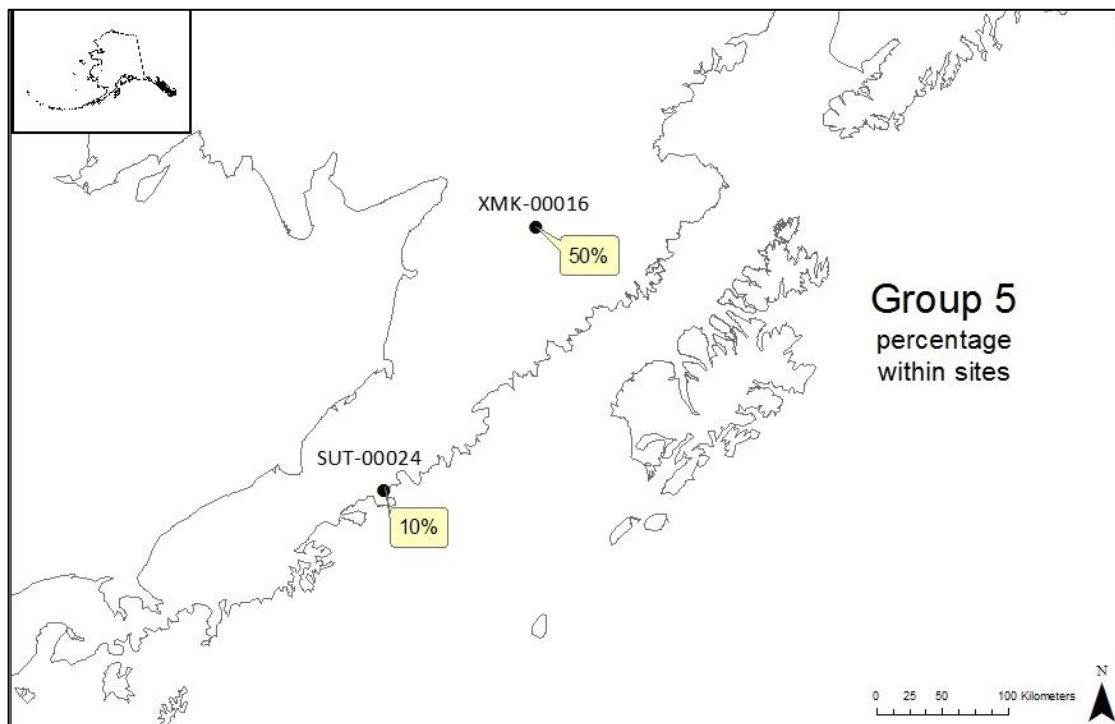 XMK-00016
50%
Group 5
percentage
within sites
SUT-00024
10%
N
0 25 50 100 Kilometers